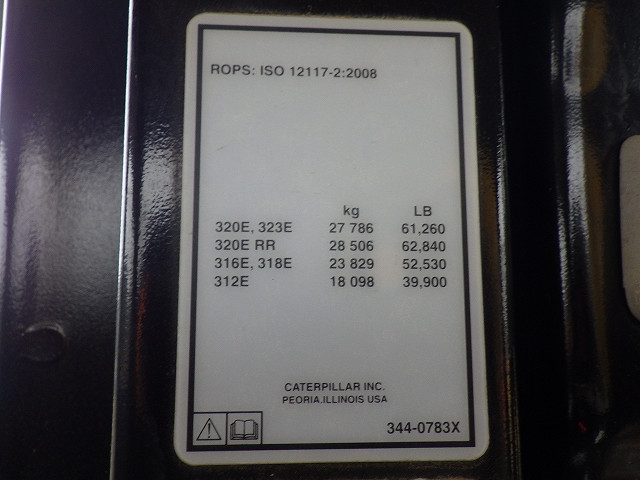 ROPS: ISO 12117-2:2008
kg LB
320E, 323E 27 786 61,260
320E RR 28 506 62,840
316E, 318E 23 829 52,530
312E 18 098 39,900
CATERPILLAR INC.
PEORIA,ILLINOIS USA
344-0783X